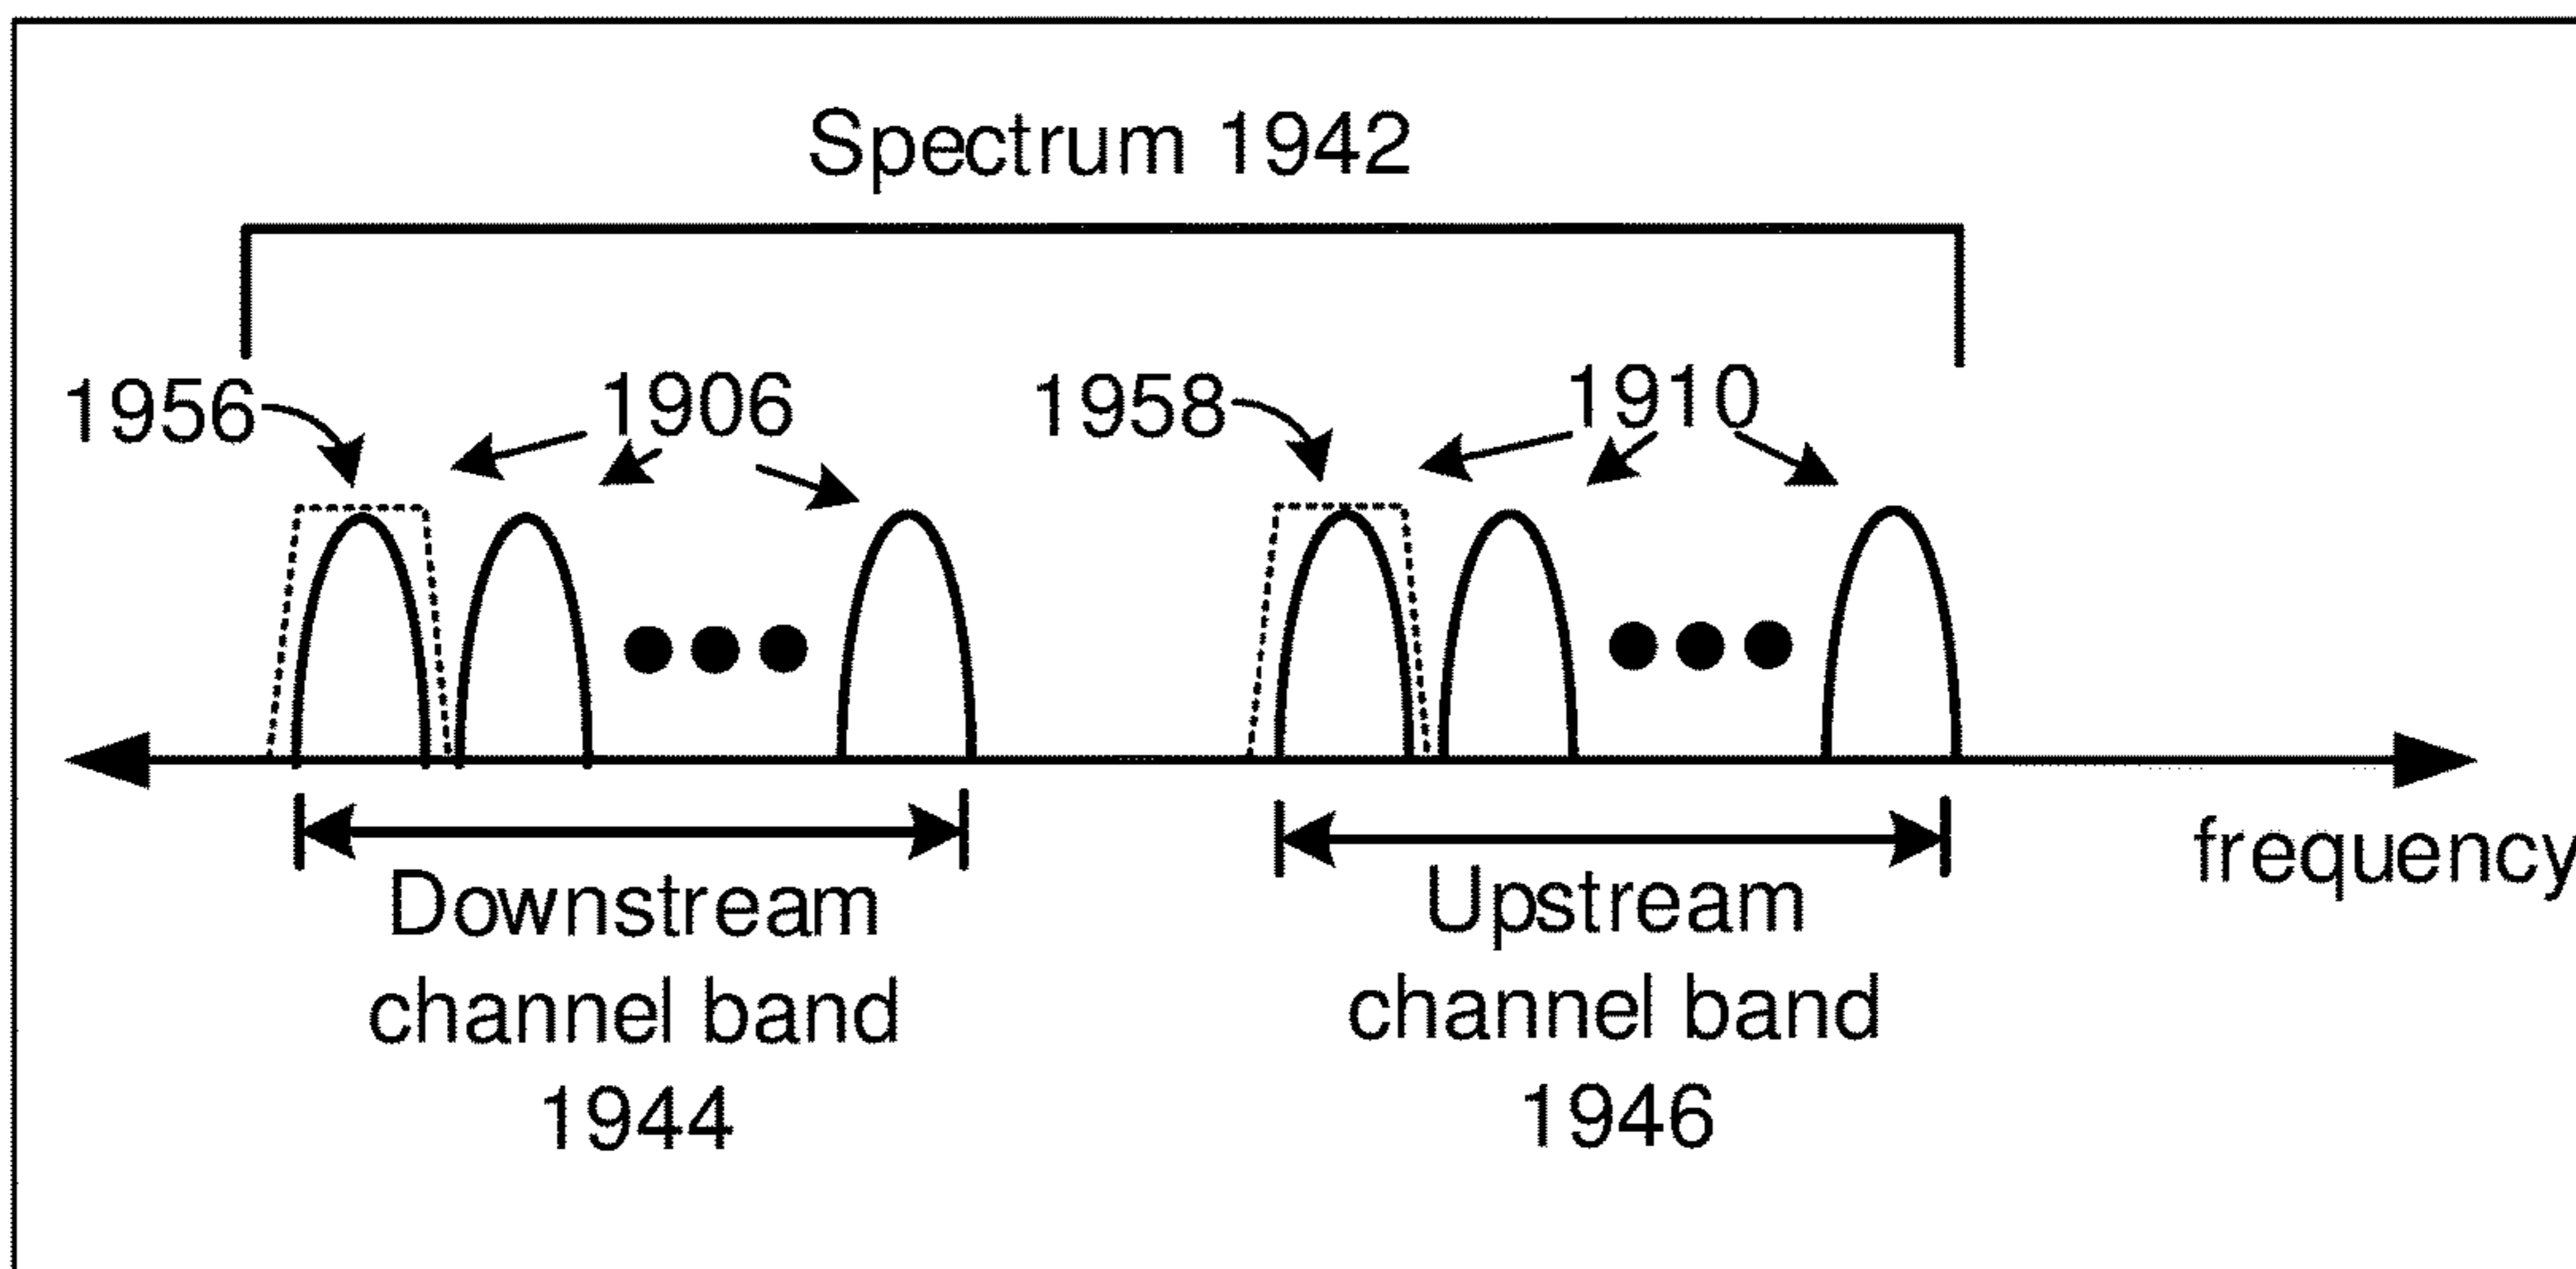 Spectrum 1942
1956 1906 1958 1910
frequency
Downstream
channel band
1944
Upstream
channel band
1946